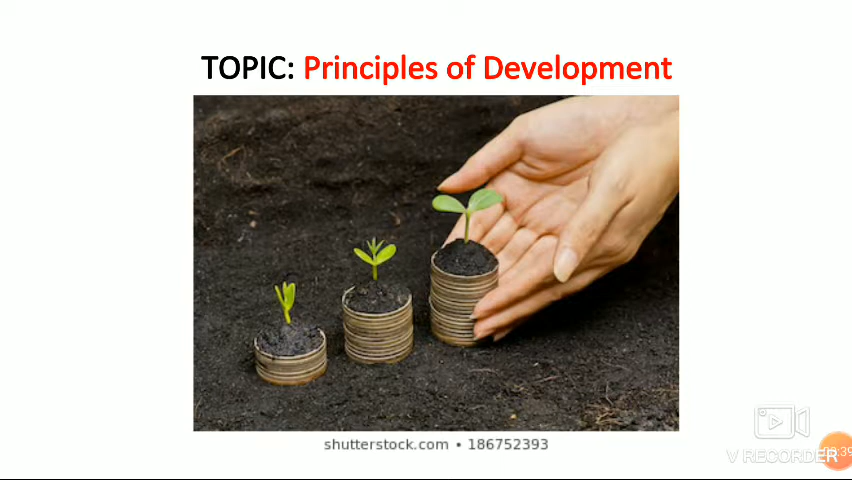 TOPIC: Principles of Development
shutterstock.com • 186752393
V RECORDER